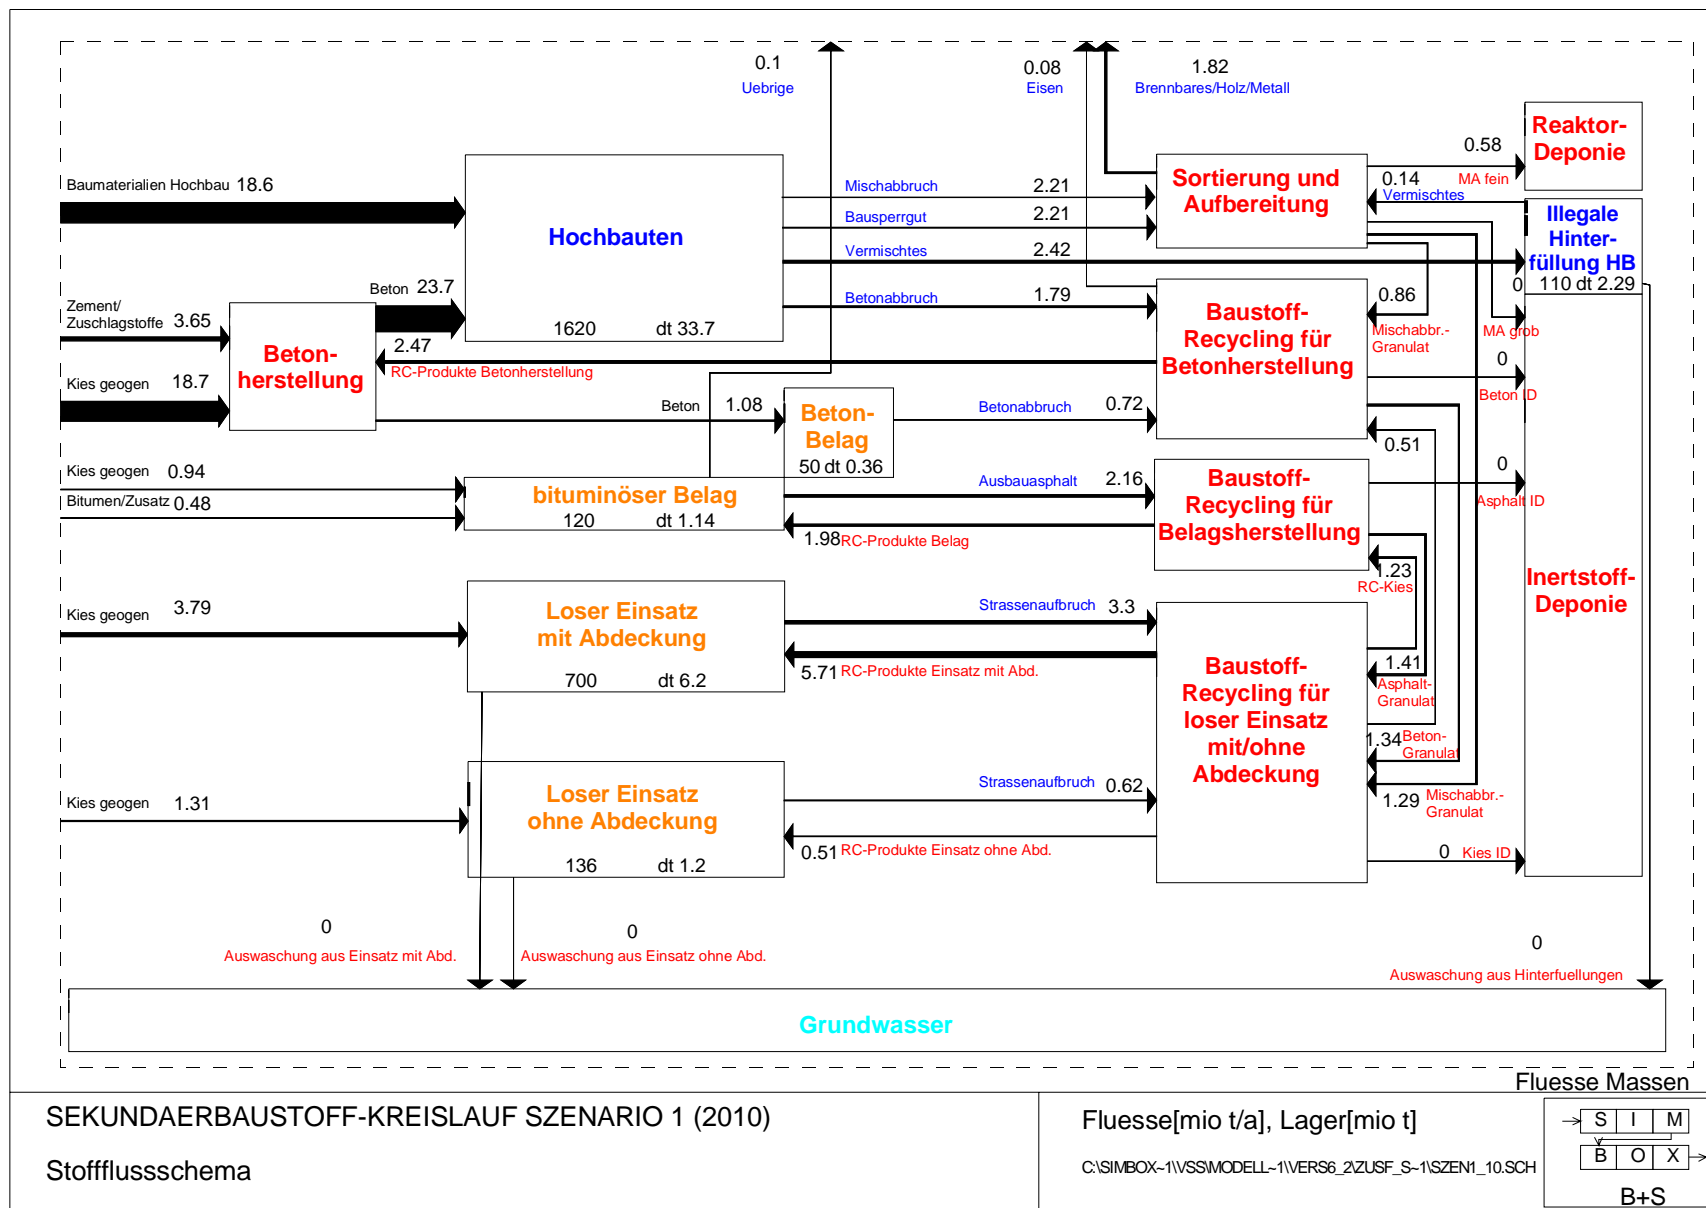 0.1
Uebrige
0.08
Eisen
1.82
Brennbares/Holz/Metall
Reaktor-
Deponie
0.58
MA fein
0.14
Vermischtes
Baumaterialien Hochbau 18.6
Hochbauten
1620 dt 33.7
Mischabbruch 2.21
Bausperrgut 2.21
Vermischtes 2.42
Betonabbruch 1.79
Sortierung und
Aufbereitung
Illegale
Hinter-
füllung HB
0 110 dt 2.29
Zement/
Zuschlagstoffe 3.65
Beton 23.7
Beton-
herstellung
2.47
RC-Produkte Betonherstellung
Kies geogen 18.7
Baustoff-
Recycling für
Betonherstellung
0.86
Mischabbr.-
Granulat
MA grob
0
Beton ID
Beton 1.08
Beton-
Belag
50 dt 0.36
Betonabbruch 0.72
0.51
Kies geogen 0.94
Bitumen/Zusatz 0.48
bituminöser Belag
120 dt 1.14
Ausbauasphalt 2.16
1.98 RC-Produkte Belag
Baustoff-
Recycling für
Belagsherstellung
0
Asphalt ID
1.23
RC-Kies
Inertstoff-
Deponie
Kies geogen 3.79
Loser Einsatz
mit Abdeckung
700 dt 6.2
Strassenaufbruch 3.3
5.71 RC-Produkte Einsatz mit Abd.
Baustoff-
Recycling für
loser Einsatz
mit/ohne
Abdeckung
1.41
Asphalt-
Granulat
1.34 Beton-
Granulat
1.29 Mischabbr.-
Granulat
Kies geogen 1.31
Loser Einsatz
ohne Abdeckung
136 dt 1.2
Strassenaufbruch 0.62
0.51 RC-Produkte Einsatz ohne Abd.
0 Kies ID
0
Auswaschung aus Einsatz mit Abd.
0
Auswaschung aus Einsatz ohne Abd.
0
Auswaschung aus Hinterfuellungen
Grundwasser
Fluesse Massen
SEKUNDAERBAUSTOFF-KREISLAUF SZENARIO 1 (2010)
Stoffflussschema
Fluesse[mio t/a], Lager[mio t]
C:\SIMBOX~1\VSS\MODELL~1\VERS6_2\ZUSF_S~1\SZEN1_10.SCH
S I M
B O X
B+S